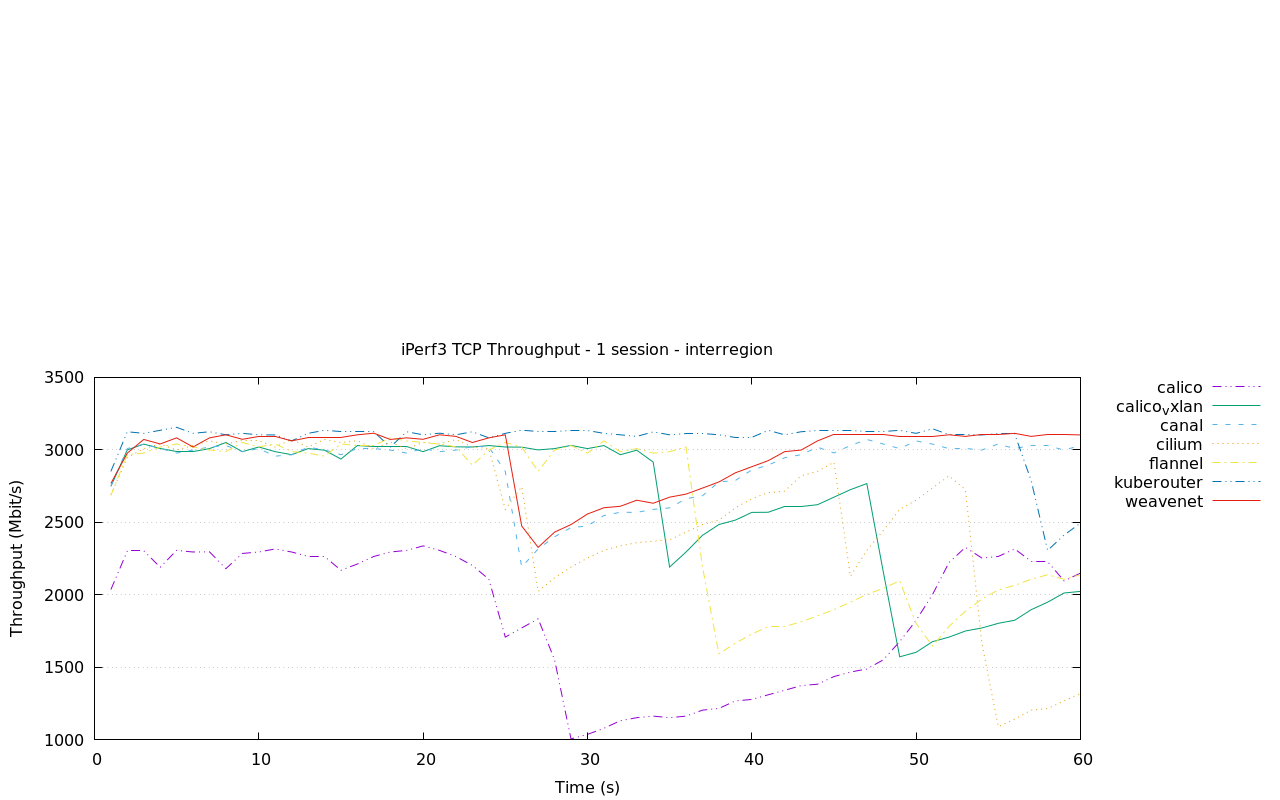 iPerf3 TCP Throughput - 1 session - interregion
3500
3000
2500
2000
1500
1000
Throughput (Mbit/s)
0 10 20 30 40 50 60
Time (s)
calico
calicovxlan
canal
cilium
flannel
kuberouter
weavenet